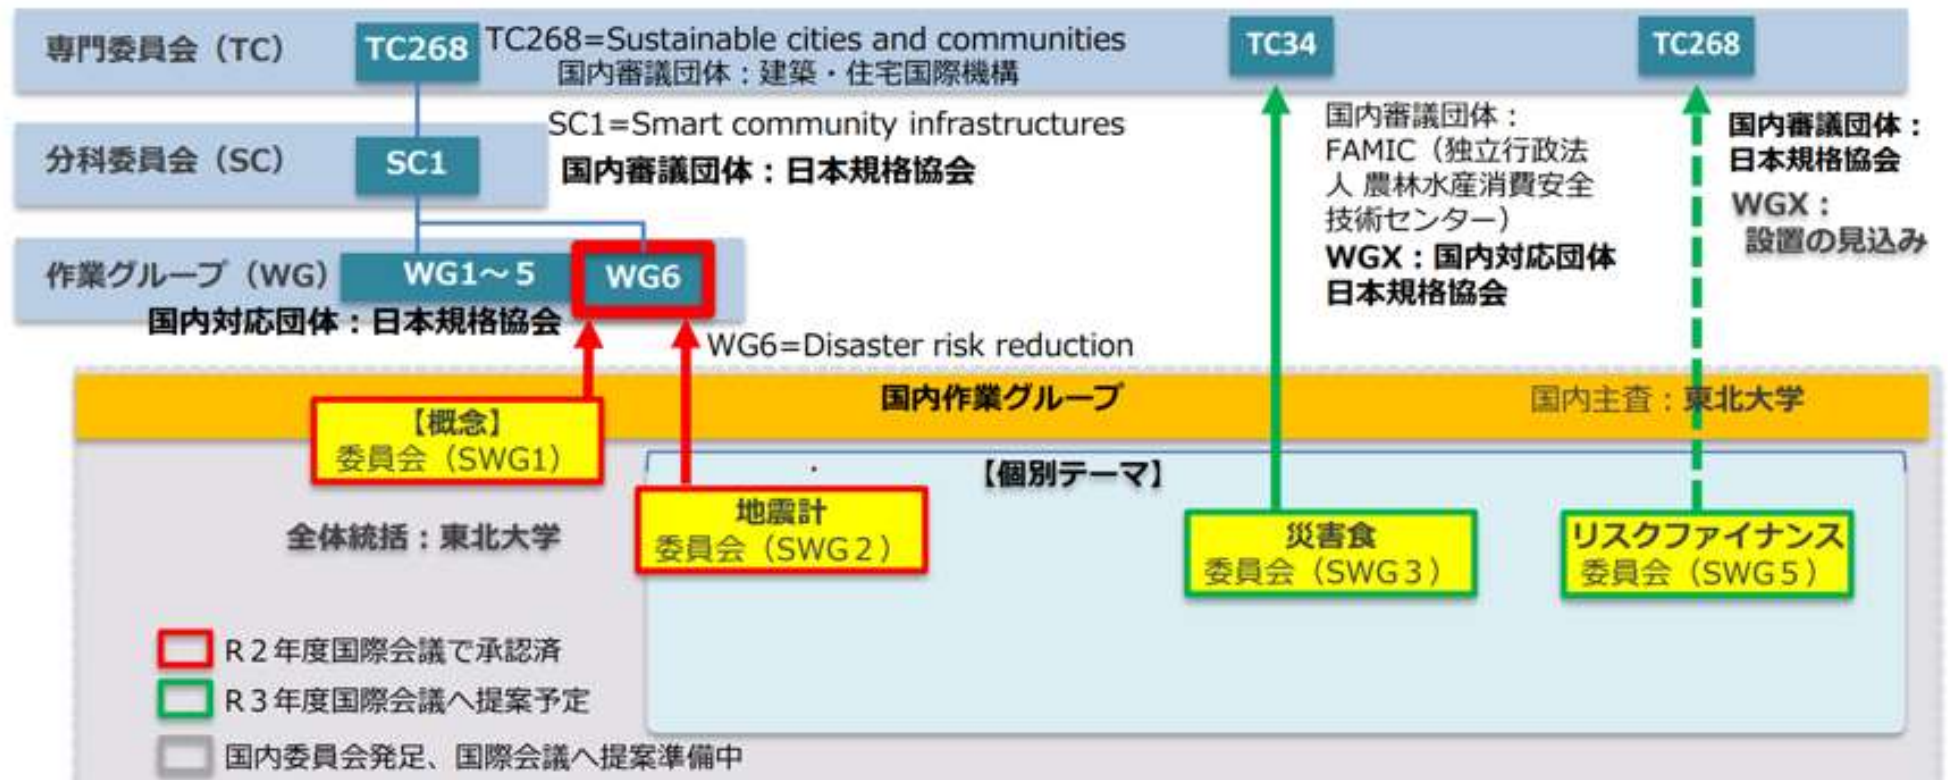 専門委員会（TC）
TC268
TC268=Sustainable cities and communities
国内審議団体：建築・住宅国際機構
TC34
TC268
分科委員会（SC）
SC1
SC1=Smart community infrastructures
国内審議団体：日本規格協会
国内審議団体：
FAMIC（独立行政法
人 農林水産消費安全
技術センター）
WGX：国内対応団体
日本規格協会
国内審議団体：
日本規格協会
WGX：
設置の見込み
作業グループ（WG）
WG1～５
WG6
国内対応団体：日本規格協会
WG6=Disaster risk reduction
国内作業グループ
国内主査：東北大学
【概念】
委員会（SWG1）
【個別テーマ】
全体統括：東北大学
地震計
委員会（SWG２）
災害食
委員会（SWG３）
リスクファイナンス
委員会（SWG５）
R２年度国際会議で承認済
R３年度国際会議へ提案予定
国内委員会発足、国際会議へ提案準備中